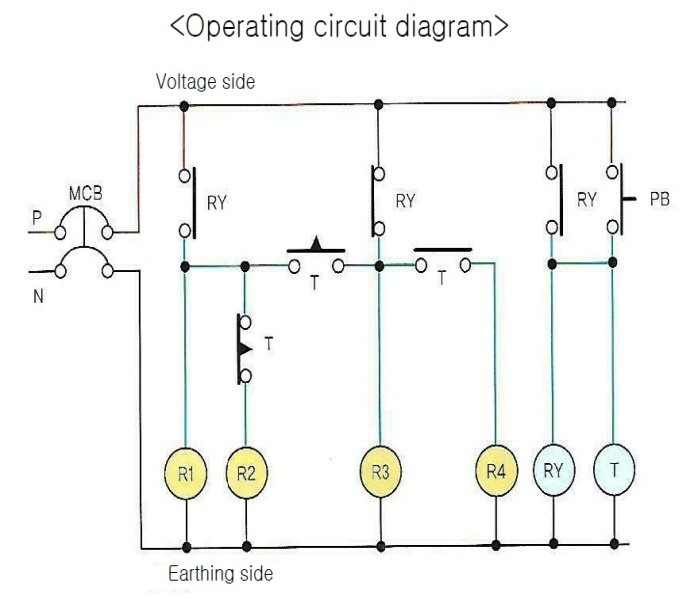 <Operating circuit diagram>
Voltage side
MCB
P
N
RY
RY
RY
PB
T
T
T
R1
R2
R3
R4
RY
T
Earthing side